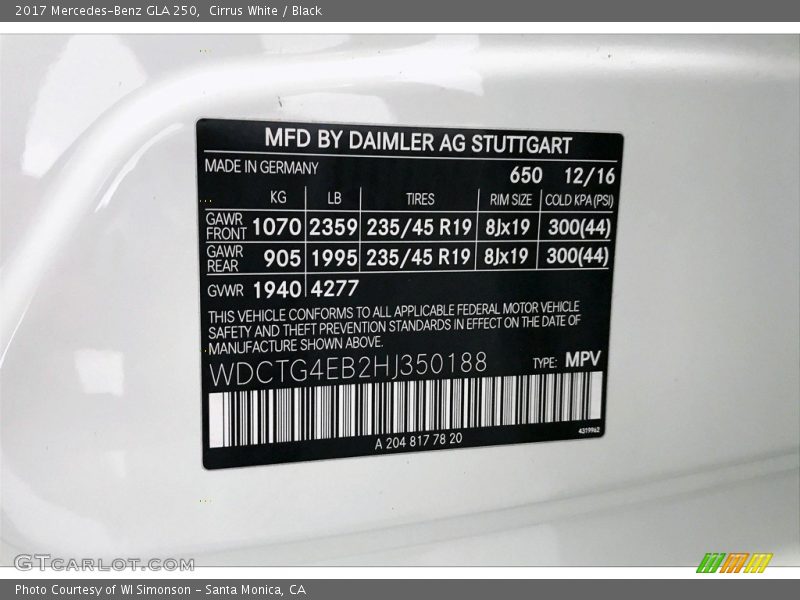 2017 Mercedes-Benz GLA 250,  Cirrus White / Black
MFD BY DAIMLER AG STUTTGART
MADE IN GERMANY 650 12/16
KG LB TIRES RIM SIZE COLD KPA(PSI)
GAWR FRONT 1070 2359 235/45 R19 8Jx19 300(44)
GAWR REAR 905 1995 235/45 R19 8Jx19 300(44)
GVWR 1940 4277
THIS VEHICLE CONFORMS TO ALL APPLICABLE FEDERAL MOTOR VEHICLE
SAFETY AND THEFT PREVENTION STANDARDS IN EFFECT ON THE DATE OF
MANUFACTURE SHOWN ABOVE.
WDCTG4EB2HJ350188 TYPE: MPV
A 204 817 78 20 4319962
GTCARLOT.COM
Photo Courtesy of WI Simonson - Santa Monica, CA